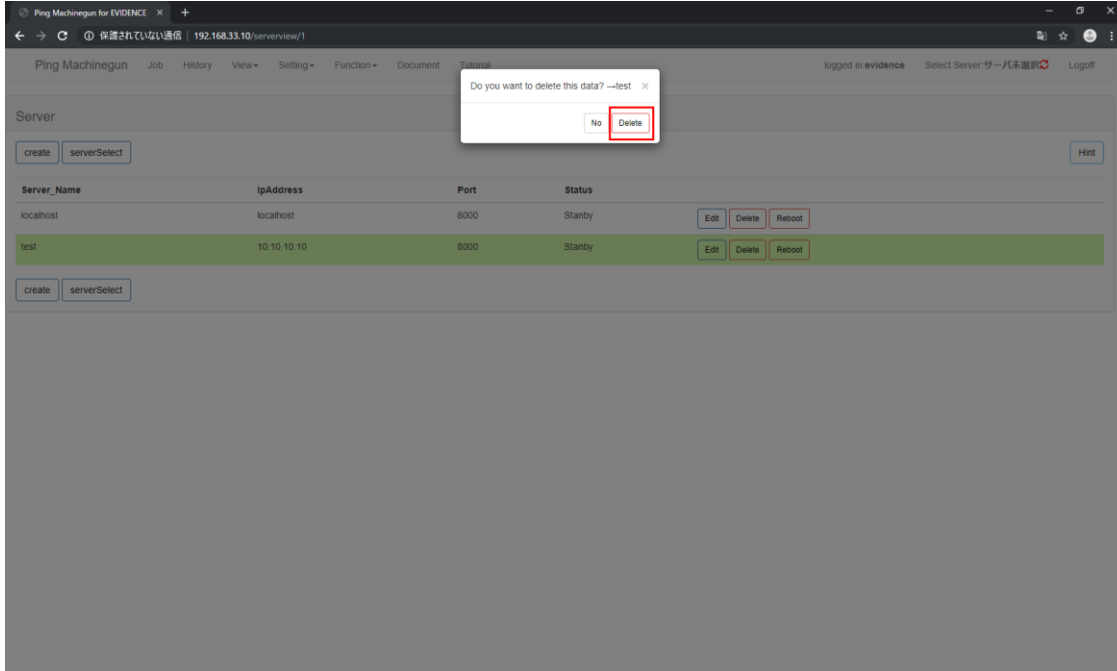 Ping Machinegun for EVIDENCE
保護されていない通信 | 192.168.33.10/serverview/1
Ping Machinegun Job History View Setting Function Document Tutorial logged in:evidence Select Server:サーバ未選択 Logoff
Do you want to delete this data? →test ×
No Delete
Server
create serverSelect Hint
Server_Name IpAddress Port Status
localhost localhost 8000 Stanby Edit Delete Reboot
test 10.10.10.10 8000 Stanby Edit Delete Reboot
create serverSelect